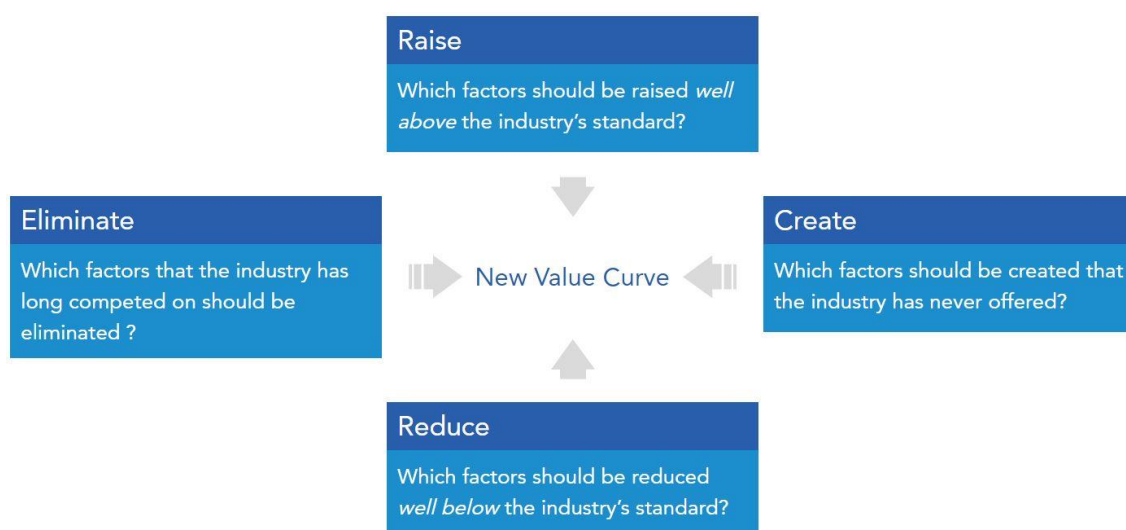 Raise
Which factors should be raised well
above the industry’s standard?
Eliminate
Which factors that the industry has
long competed on should be
eliminated ?
New Value Curve
Create
Which factors should be created that
the industry has never offered?
Reduce
Which factors should be reduced
well below the industry’s standard?